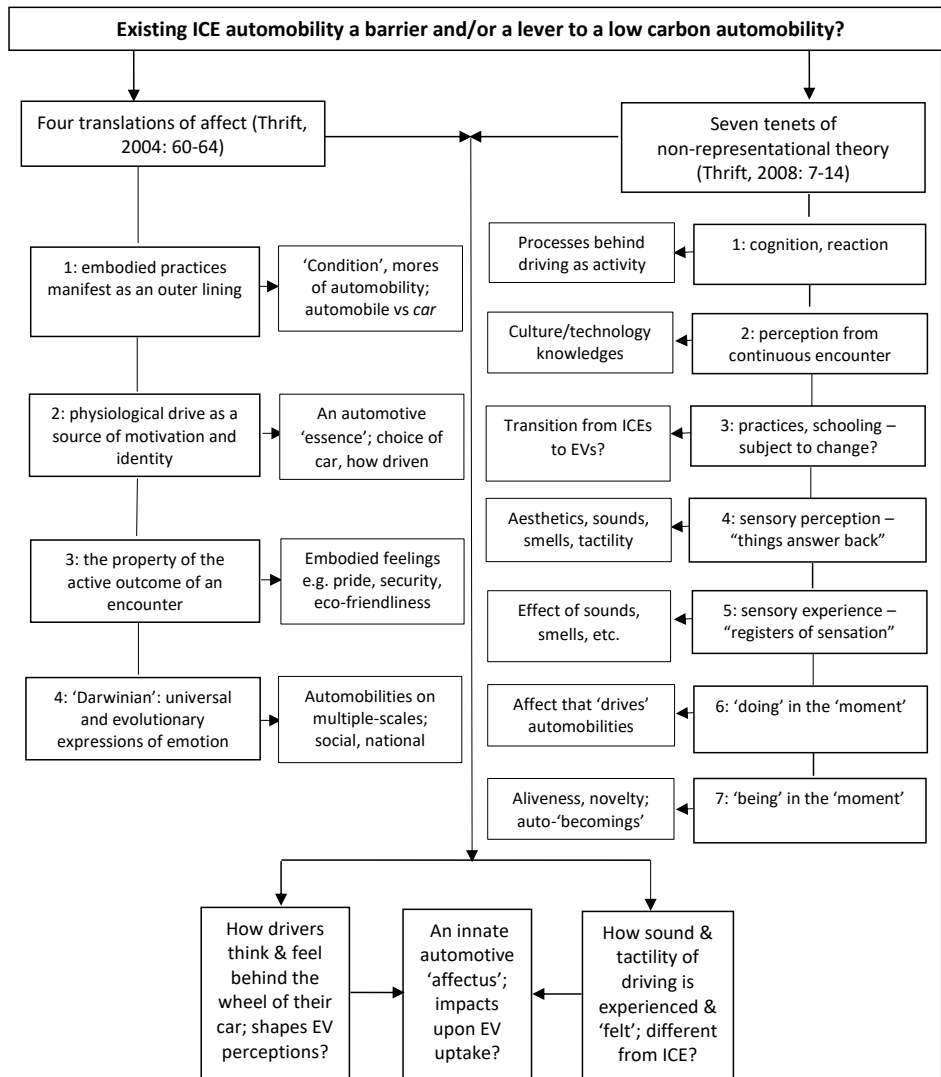 Existing ICE automobility a barrier and/or a lever to a low carbon automobility?
Four translations of affect (Thrift,
2004: 60-64)
Seven tenets of
non-representational theory
(Thrift, 2008: 7-14)
1: embodied practices
manifest as an outer lining
‘Condition’, mores
of automobility;
automobile vs car
2: physiological drive as a
source of motivation and
identity
An automotive
‘essence’; choice of
car, how driven
3: the property of the
active outcome of an
encounter
Embodied feelings
e.g. pride, security,
eco-friendliness
4: ‘Darwinian’: universal
and evolutionary
expressions of emotion
Automobilities on
multiple-scales;
social, national
Processes behind
driving as activity
1: cognition, reaction
Culture/technology
knowledges
2: perception from
continuous encounter
Transition from ICEs
to EVs?
3: practices, schooling –
subject to change?
Aesthetics, sounds,
smells, tactility
4: sensory perception –
“things answer back”
Effect of sounds,
smells, etc.
5: sensory experience –
“registers of sensation”
Affect that ‘drives’
automobilities
6: ‘doing’ in the ‘moment’
Aliveness, novelty;
auto-‘becomings’
7: ‘being’ in the ‘moment’
How drivers
think & feel
behind the
wheel of their
car; shapes EV
perceptions?
An innate
automotive
‘affectus’;
impacts
upon EV
uptake?
How sound &
tactility of
driving is
experienced &
‘felt’; different
from ICE?